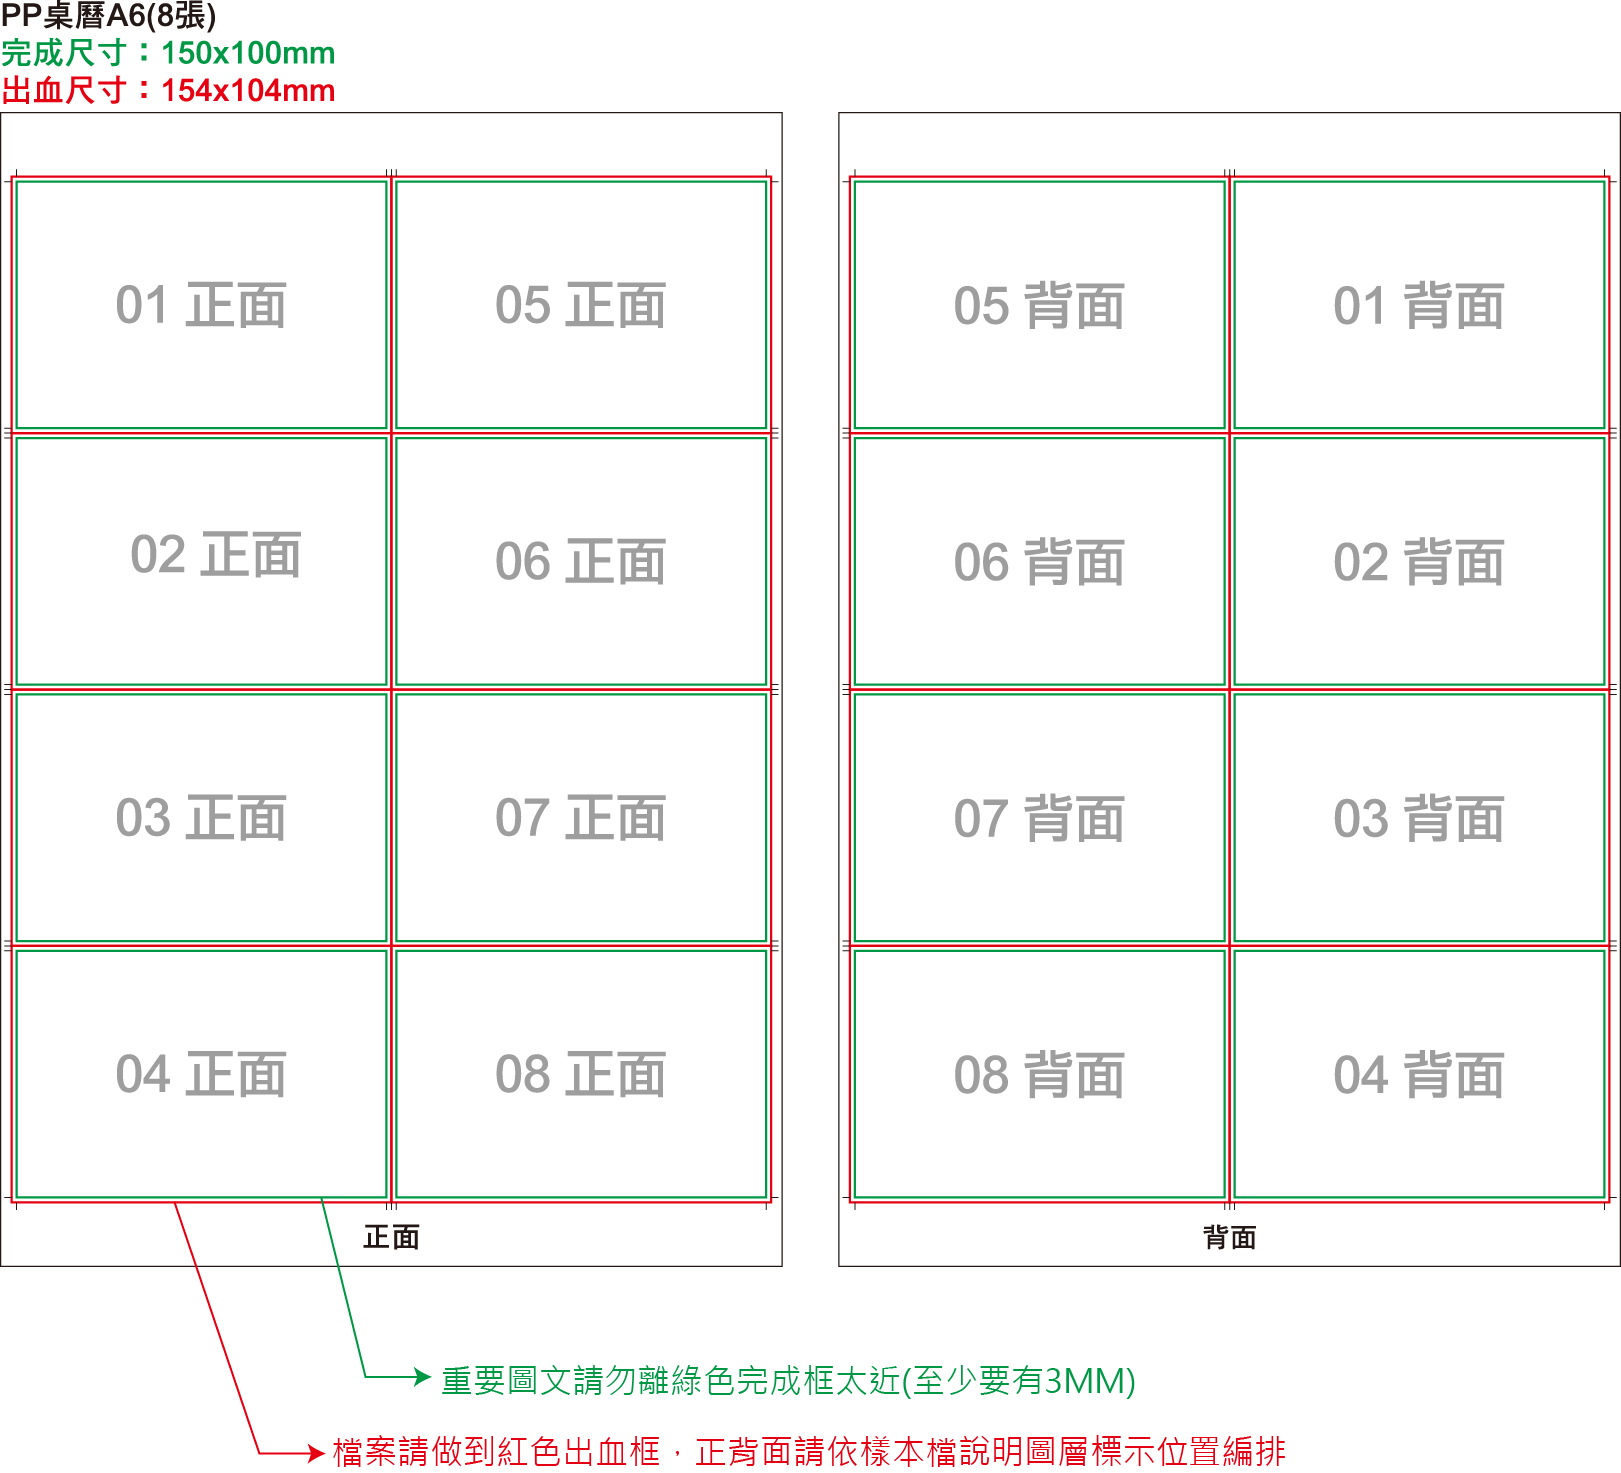 PP桌曆A6(8張)
完成尺寸：150x100mm
出血尺寸：154x104mm
01 正面
05 正面
02 正面
06 正面
03 正面
07 正面
04 正面
08 正面
正面
05 背面
01 背面
06 背面
02 背面
07 背面
03 背面
08 背面
04 背面
背面
重要圖文請勿離綠色完成框太近(至少要有3MM)
檔案請做到紅色出血框，正背面請依樣本檔說明圖層標示位置編排